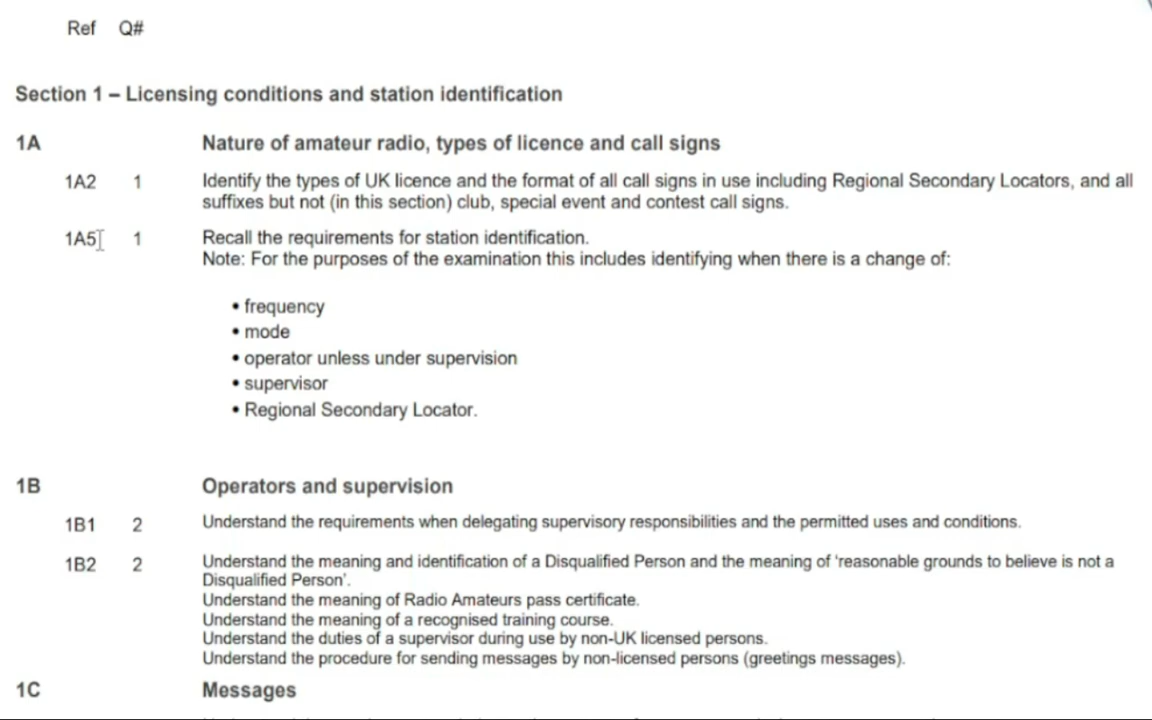 Ref Q#
Section 1 – Licensing conditions and station identification
1A Nature of amateur radio, types of licence and call signs
1A2 1 Identify the types of UK licence and the format of all call signs in use including Regional Secondary Locators, and all
suffixes but not (in this section) club, special event and contest call signs.
1A5 1 Recall the requirements for station identification.
Note: For the purposes of the examination this includes identifying when there is a change of:
• frequency
• mode
• operator unless under supervision
• supervisor
• Regional Secondary Locator.
1B Operators and supervision
1B1 2 Understand the requirements when delegating supervisory responsibilities and the permitted uses and conditions.
1B2 2 Understand the meaning and identification of a Disqualified Person and the meaning of 'reasonable grounds to believe is not a
Disqualified Person'.
Understand the meaning of Radio Amateurs pass certificate.
Understand the meaning of a recognised training course.
Understand the duties of a supervisor during use by non-UK licensed persons.
Understand the procedure for sending messages by non-licensed persons (greetings messages).
1C Messages